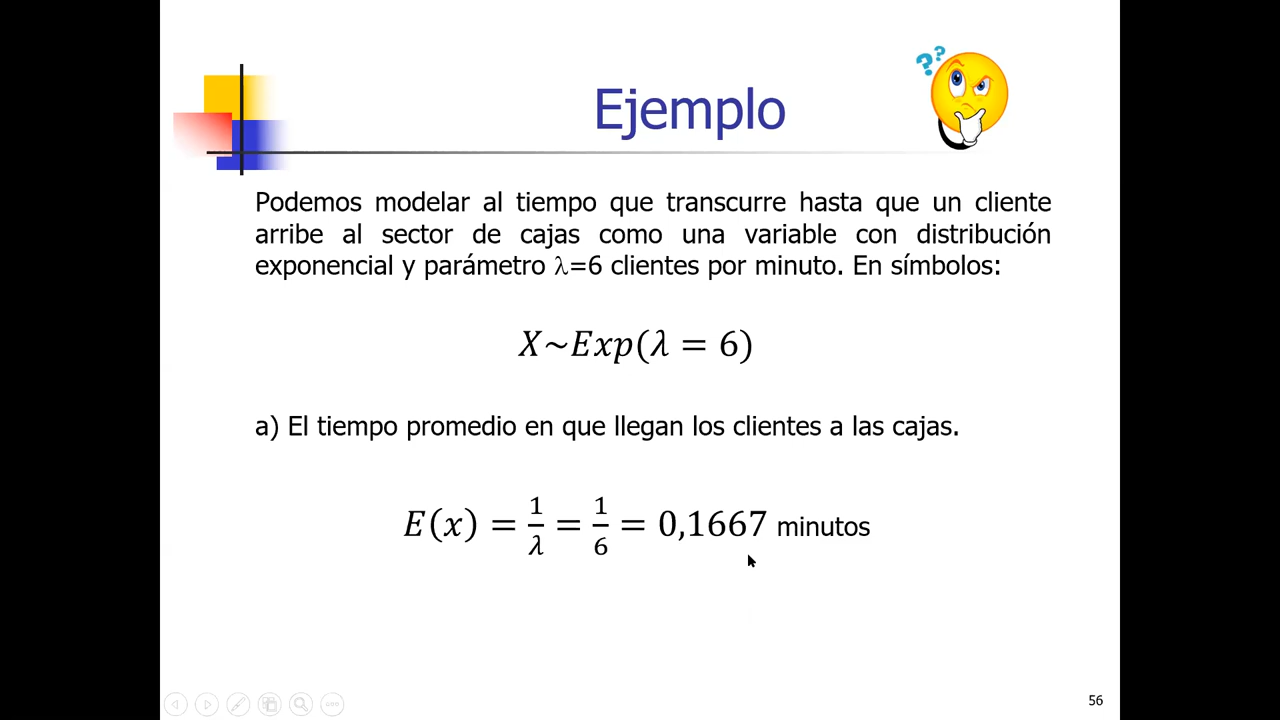 ??
Ejemplo
Podemos modelar al tiempo que transcurre hasta que un cliente
arribe al sector de cajas como una variable con distribución
exponencial y parámetro λ=6 clientes por minuto. En símbolos:
X~Exp(λ = 6)
a) El tiempo promedio en que llegan los clientes a las cajas.
E(x) = 1/λ = 1/6 = 0,1667 minutos
56